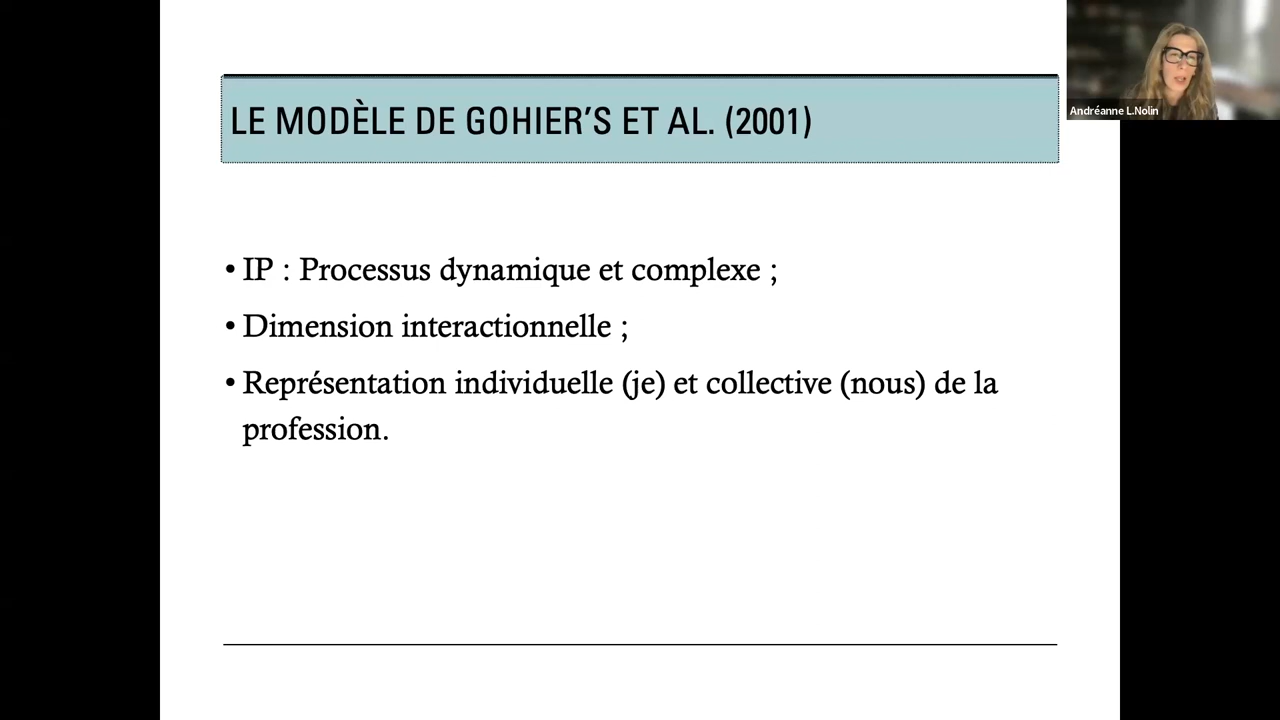 LE MODÈLE DE GOHIER'S ET AL. (2001)
Andréanne L.Nolin
• IP : Processus dynamique et complexe ;
• Dimension interactionnelle ;
• Représentation individuelle (je) et collective (nous) de la
profession.